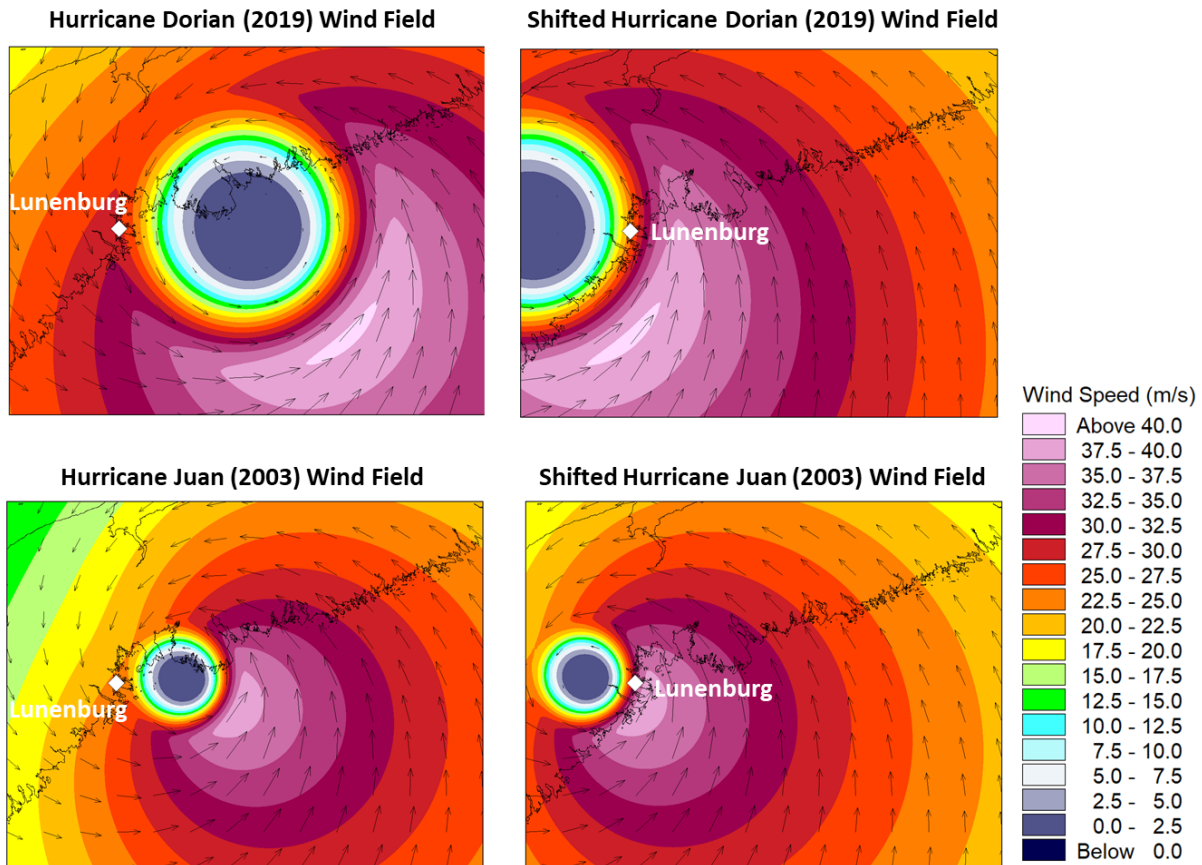 Hurricane Dorian (2019) Wind Field
Shifted Hurricane Dorian (2019) Wind Field
Lunenburg
Lunenburg
Hurricane Juan (2003) Wind Field
Shifted Hurricane Juan (2003) Wind Field
Lunenburg
Lunenburg
Wind Speed (m/s)
Above 40.0
37.5 - 40.0
35.0 - 37.5
32.5 - 35.0
30.0 - 32.5
27.5 - 30.0
25.0 - 27.5
22.5 - 25.0
20.0 - 22.5
17.5 - 20.0
15.0 - 17.5
12.5 - 15.0
10.0 - 12.5
7.5 - 10.0
5.0 - 7.5
2.5 - 5.0
0.0 - 2.5
Below 0.0